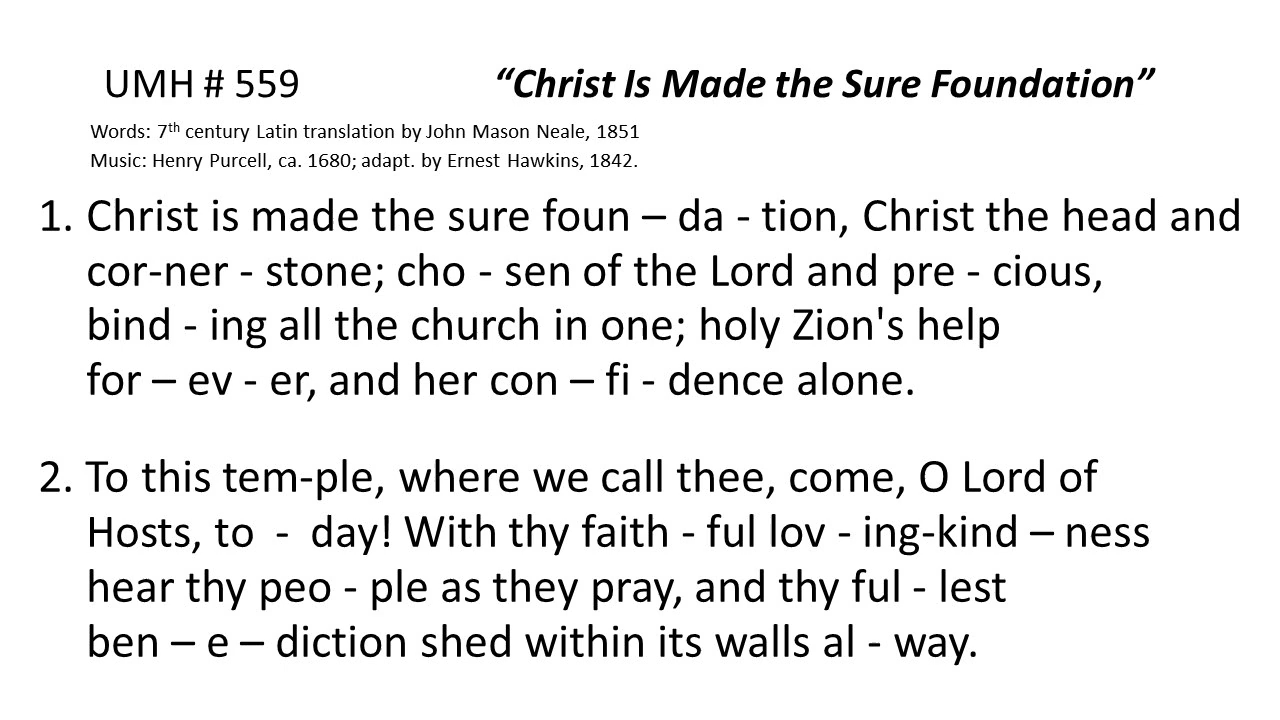 UMH # 559 “Christ Is Made the Sure Foundation”
Words: 7th century Latin translation by John Mason Neale, 1851
Music: Henry Purcell, ca. 1680; adapt. by Ernest Hawkins, 1842.
1. Christ is made the sure foun – da - tion, Christ the head and
cor-ner - stone; cho - sen of the Lord and pre - cious,
bind - ing all the church in one; holy Zion's help
for – ev - er, and her con – fi - dence alone.
2. To this tem-ple, where we call thee, come, O Lord of
Hosts, to - day! With thy faith - ful lov - ing-kind – ness
hear thy peo - ple as they pray, and thy ful - lest
ben – e – diction shed within its walls al - way.